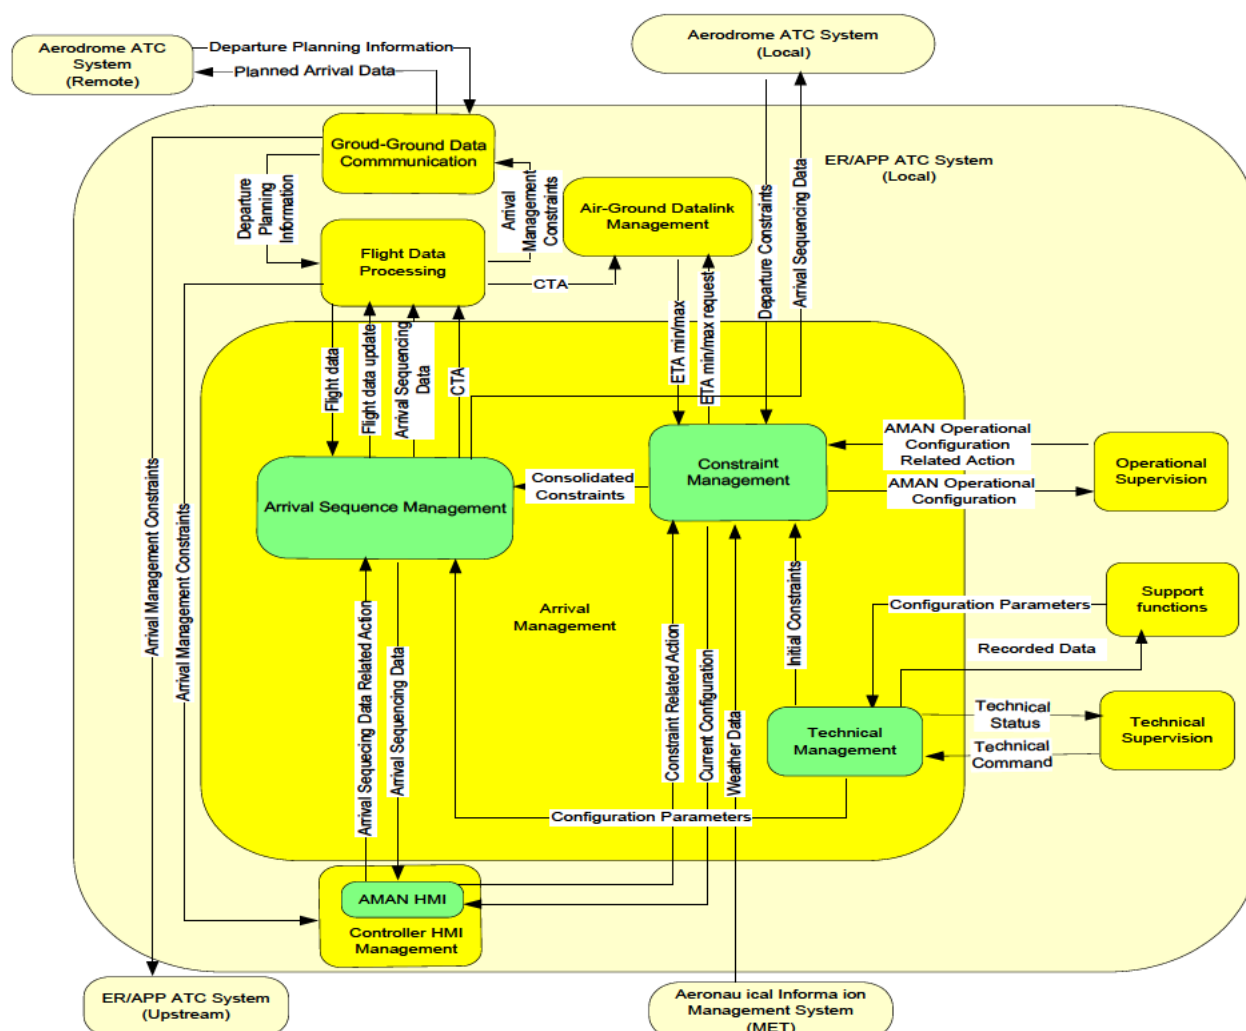 Aerodrome ATC
System
(Remote)
Departure Planning Information
Planned Arrival Data
Aerodrome ATC System
(Local)
Groud-Ground Data
Commmunication
ER/APP ATC System
(Local)
Departure
Planning
Information
Arrival
Management
Constraints
Air-Ground Datalink
Management
Departure Constraints
Arrival Sequencing Data
Flight Data
Processing
CTA
ETA min/max
ETA min/max request
Flight data
Flight data update
Arrival Sequencing
Data
CTA
AMAN Operational
Configuration
Related Action
Operational
Supervision
AMAN Operational
Configuration
Constraint
Management
Consolidated
Constraints
Arrival Sequence Management
Arrival Management Constraints
Arrival Management Constraints
Arrival
Management
Initial Constraints
Configuration Parameters
Support
functions
Recorded Data
Arrival Sequencing Data Related Action
Arrival Sequencing Data
Constraint Related Action
Current Configuration
Weather Data
Technical
Management
Technical
Status
Technical
Command
Technical
Supervision
Configuration Parameters
AMAN HMI
Controller HMI
Management
ER/APP ATC System
(Upstream)
Aeronau ical Informa ion
Management System
(MET)